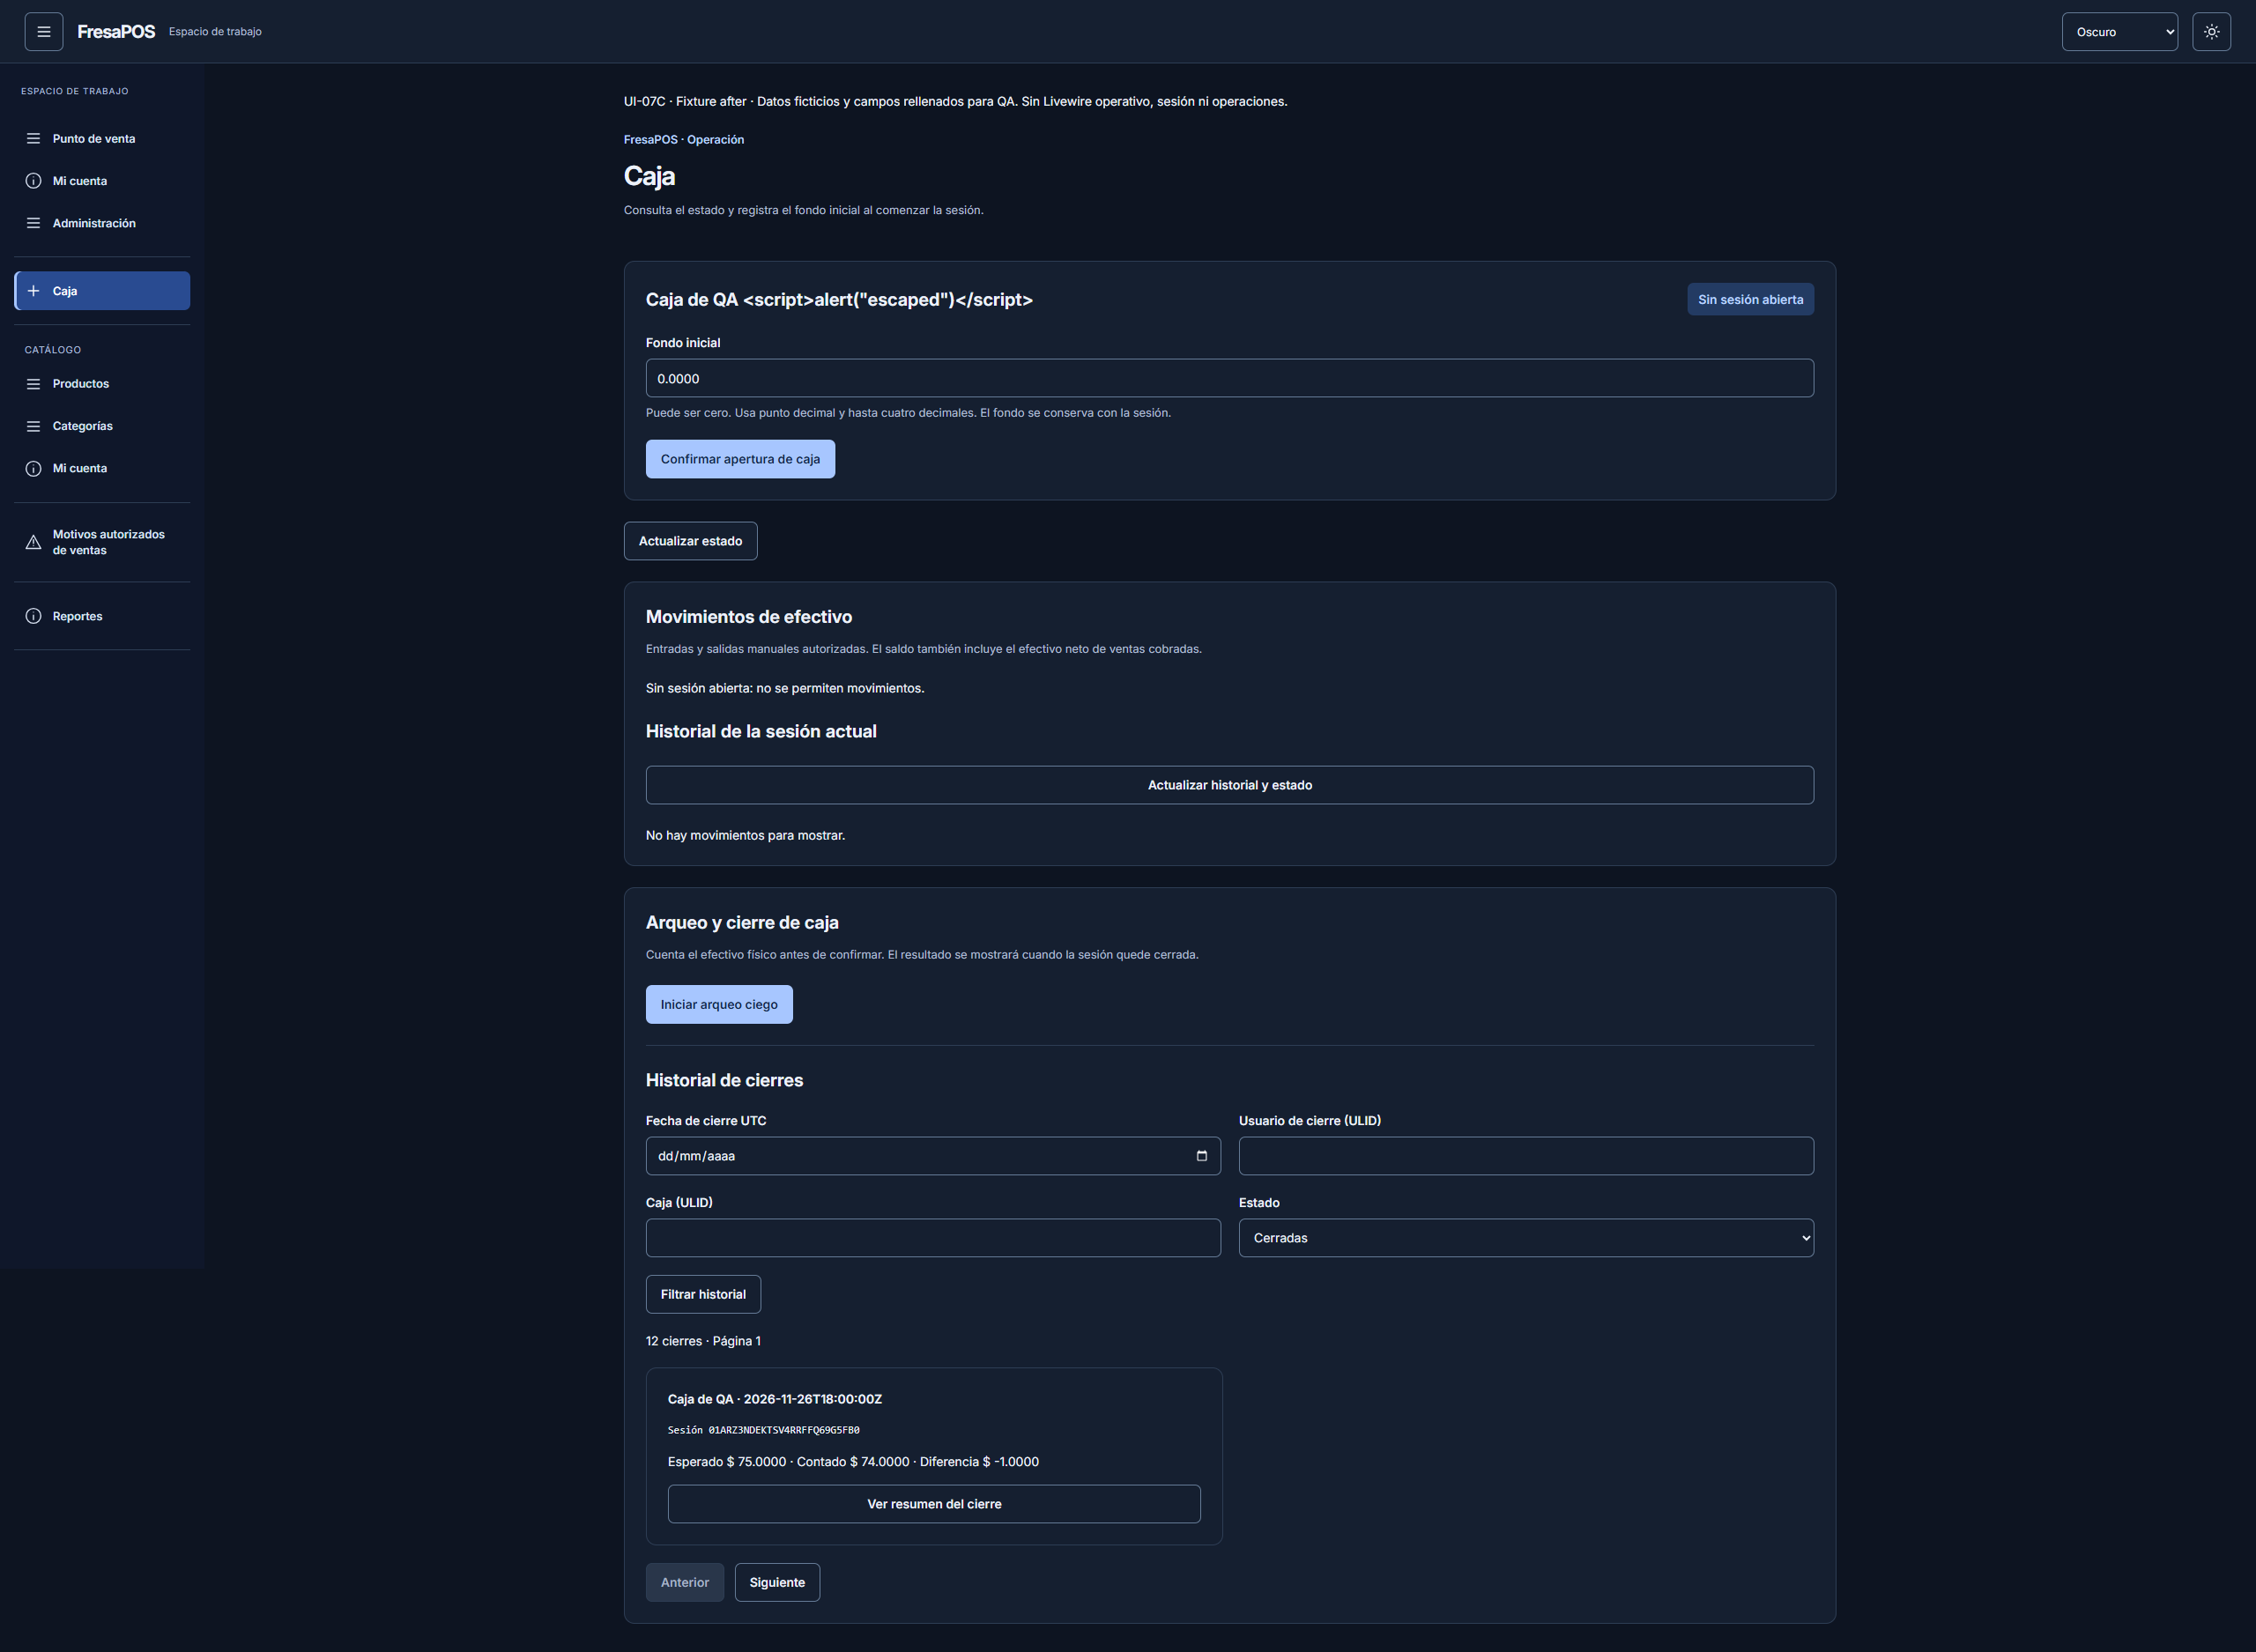 FresaPOS
Espacio de trabajo
Oscuro
ESPACIO DE TRABAJO
Punto de venta
Mi cuenta
Administración
Caja
CATÁLOGO
Productos
Categorías
Mi cuenta
Motivos autorizados
de ventas
Reportes
UI-07C · Fixture after · Datos ficticios y campos rellenados para QA. Sin Livewire operativo, sesión ni operaciones.
FresaPOS · Operación
Caja
Consulta el estado y registra el fondo inicial al comenzar la sesión.
Caja de QA <script>alert("escaped")</script>
Sin sesión abierta
Fondo inicial
0.0000
Puede ser cero. Usa punto decimal y hasta cuatro decimales. El fondo se conserva con la sesión.
Confirmar apertura de caja
Actualizar estado
Movimientos de efectivo
Entradas y salidas manuales autorizadas. El saldo también incluye el efectivo neto de ventas cobradas.
Sin sesión abierta: no se permiten movimientos.
Historial de la sesión actual
Actualizar historial y estado
No hay movimientos para mostrar.
Arqueo y cierre de caja
Cuenta el efectivo físico antes de confirmar. El resultado se mostrará cuando la sesión quede cerrada.
Iniciar arqueo ciego
Historial de cierres
Fecha de cierre UTC
dd/mm/aaaa
Usuario de cierre (ULID)
Caja (ULID)
Estado
Cerradas
Filtrar historial
12 cierres · Página 1
Caja de QA · 2026-11-26T18:00:00Z
Sesión 01ARZ3NDEKTSV4RRFFQ69G5FB0
Esperado $ 75.0000 · Contado $ 74.0000 · Diferencia $ -1.0000
Ver resumen del cierre
Anterior
Siguiente